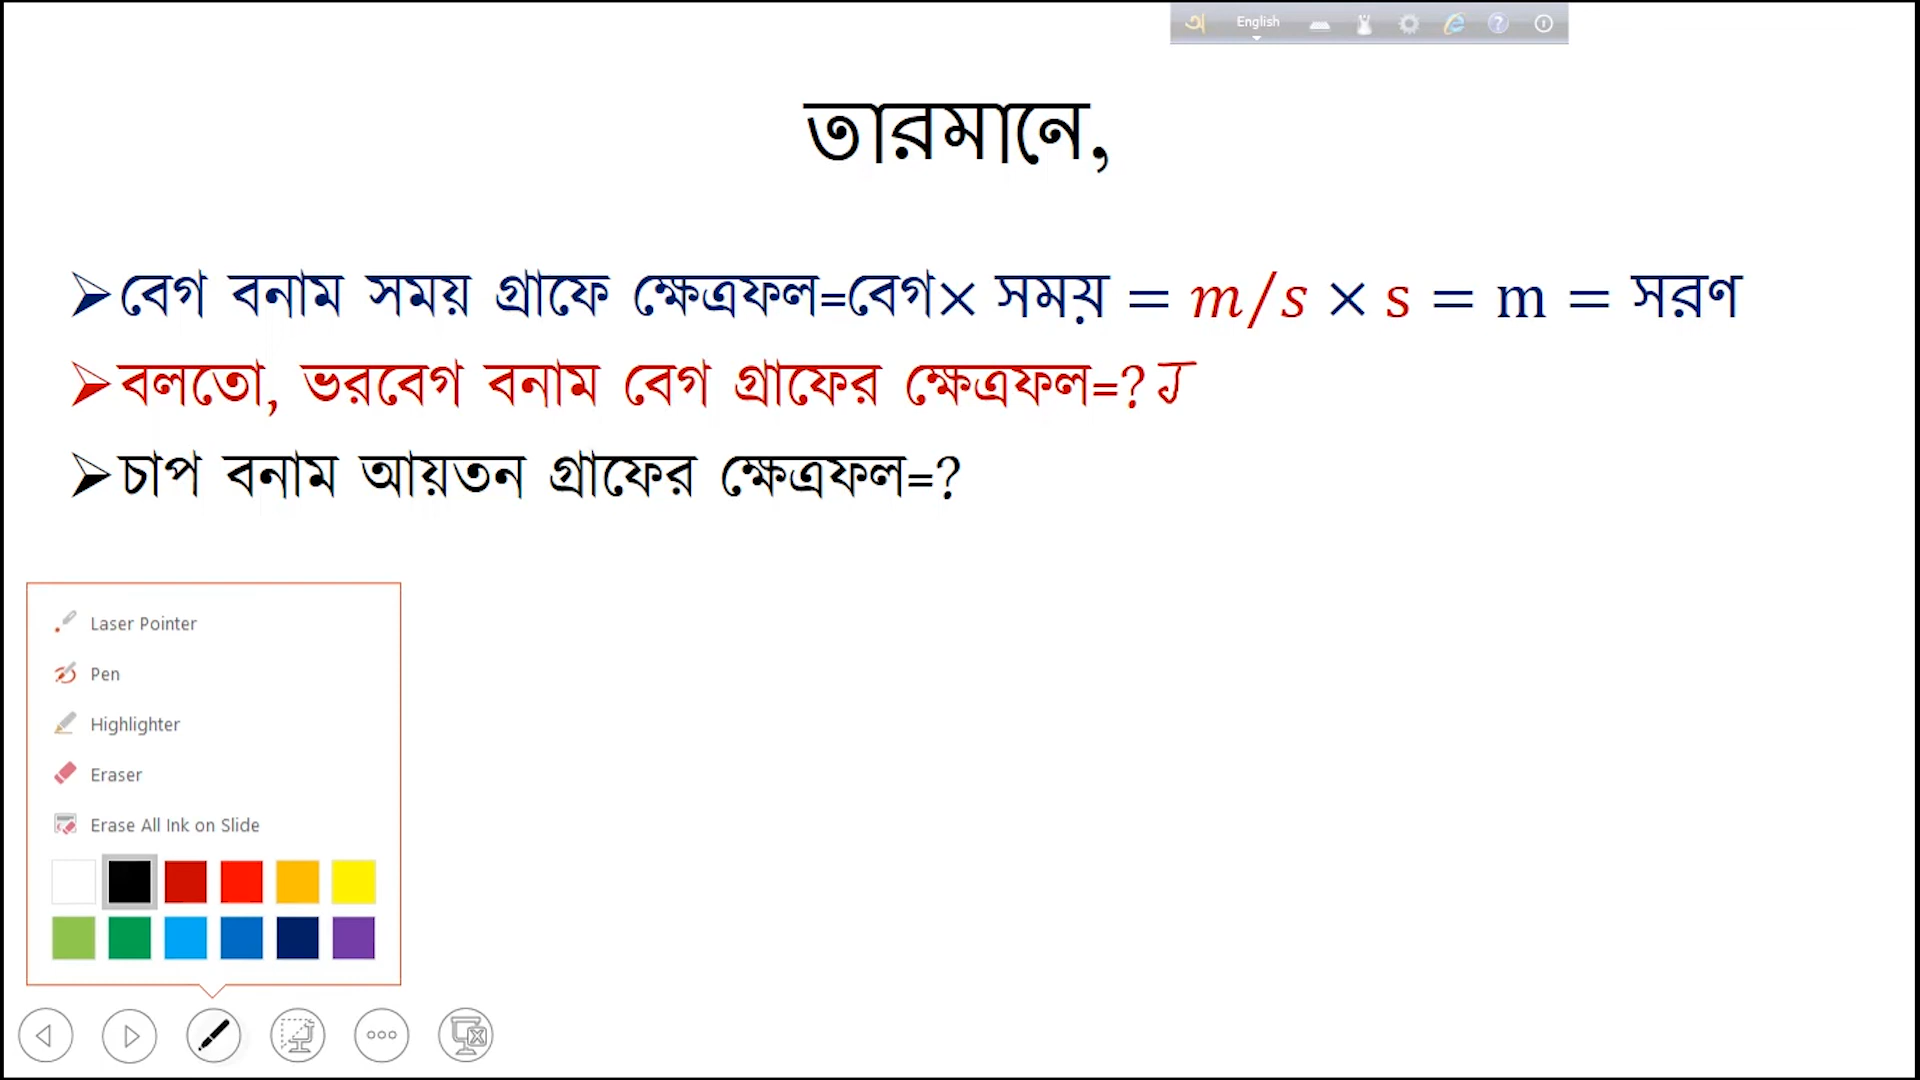 English
তারমানে,
➢বেগ বনাম সময় গ্রাফে ক্ষেত্রফল=বেগ× সময় = m/s × s = m = সরণ
➢বলতো, ভরবেগ বনাম বেগ গ্রাফের ক্ষেত্রফল=? J
➢চাপ বনাম আয়তন গ্রাফের ক্ষেত্রফল=?
Laser Pointer
Pen
Highlighter
Eraser
Erase All Ink on Slide